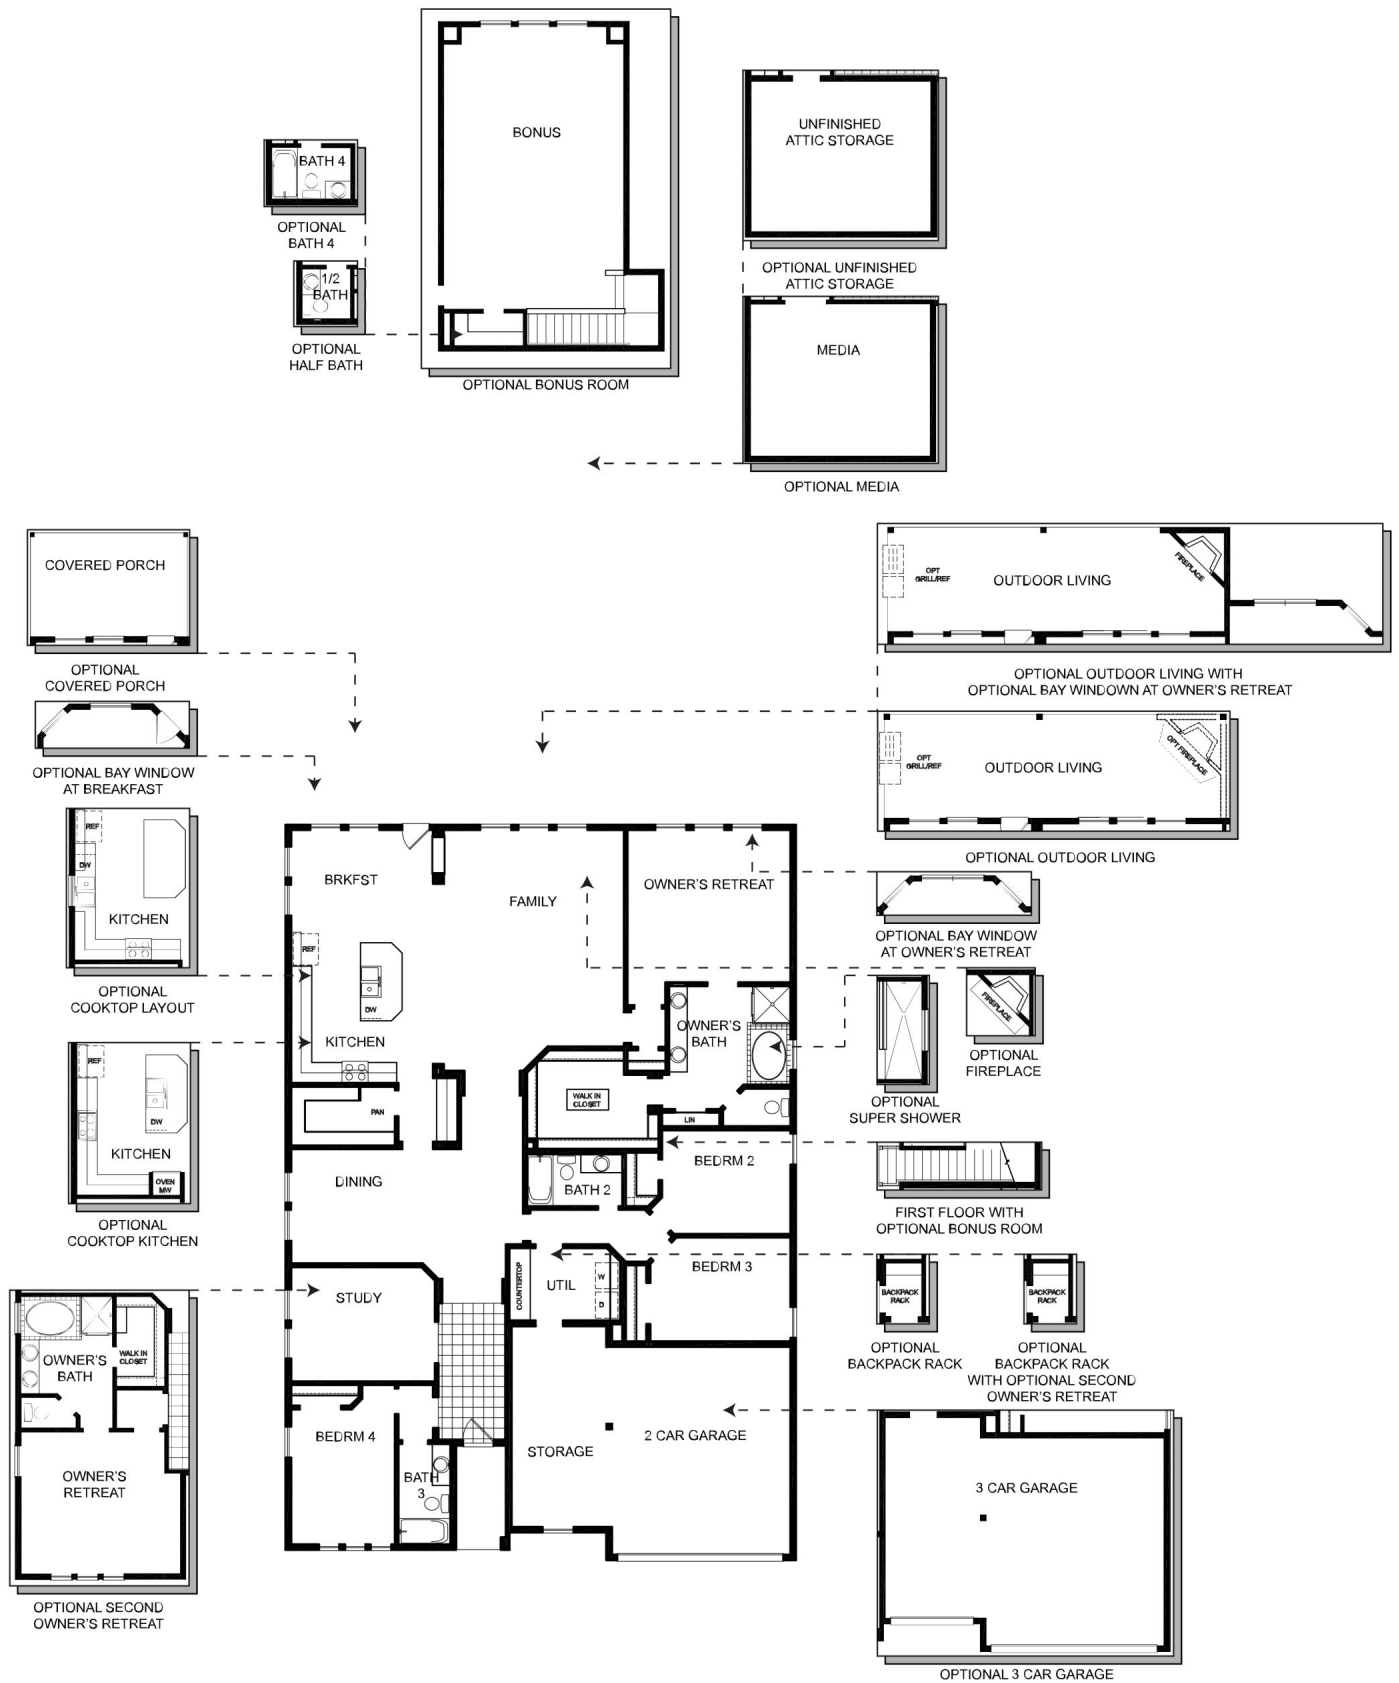 BONUS
OPTIONAL BONUS ROOM
BATH 4
OPTIONAL
BATH 4
1/2
BATH
OPTIONAL
HALF BATH
UNFINISHED
ATTIC STORAGE
OPTIONAL UNFINISHED
ATTIC STORAGE
MEDIA
OPTIONAL MEDIA
COVERED PORCH
OPTIONAL
COVERED PORCH
OPTIONAL BAY WINDOW
AT BREAKFAST
REF
DW
KITCHEN
OPTIONAL
COOKTOP LAYOUT
REF
DW
KITCHEN
OVEN
MW
OPTIONAL
COOKTOP KITCHEN
OWNER'S
BATH
WALK IN
CLOSET
OWNER'S
RETREAT
OPTIONAL SECOND
OWNER'S RETREAT
BRKFST
FAMILY
OWNER'S RETREAT
REF
DW
KITCHEN
OWNER'S
BATH
WALK IN
CLOSET
PAN
LIN
BEDRM 2
DINING
BATH 2
BEDRM 3
COUNTERTOP
UTIL
W
D
STUDY
BEDRM 4
BATH
3
STORAGE
2 CAR GARAGE
OPT
GRILL/REF
OUTDOOR LIVING
FIREPLACE
OPTIONAL OUTDOOR LIVING WITH
OPTIONAL BAY WINDOWN AT OWNER'S RETREAT
OPT
GRILL/REF
OUTDOOR LIVING
OPT FIREPLACE
OPTIONAL OUTDOOR LIVING
OPTIONAL BAY WINDOW
AT OWNER'S RETREAT
OPTIONAL
SUPER SHOWER
FIREPLACE
OPTIONAL
FIREPLACE
FIRST FLOOR WITH
OPTIONAL BONUS ROOM
BACKPACK
RACK
OPTIONAL
BACKPACK RACK
BACKPACK
RACK
OPTIONAL
BACKPACK RACK
WITH OPTIONAL SECOND
OWNER'S RETREAT
3 CAR GARAGE
OPTIONAL 3 CAR GARAGE